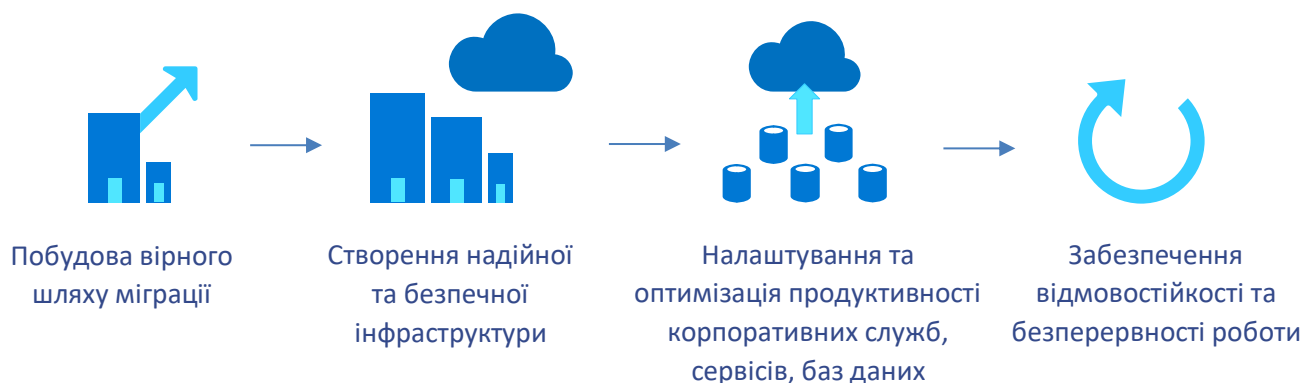 Побудова вірного
шляху міграції
Створення надійної
та безпечної
інфраструктури
Налаштування та
оптимізація продуктивності
корпоративних служб,
сервісів, баз даних
Забезпечення
відмовостійкості та
безперервності роботи